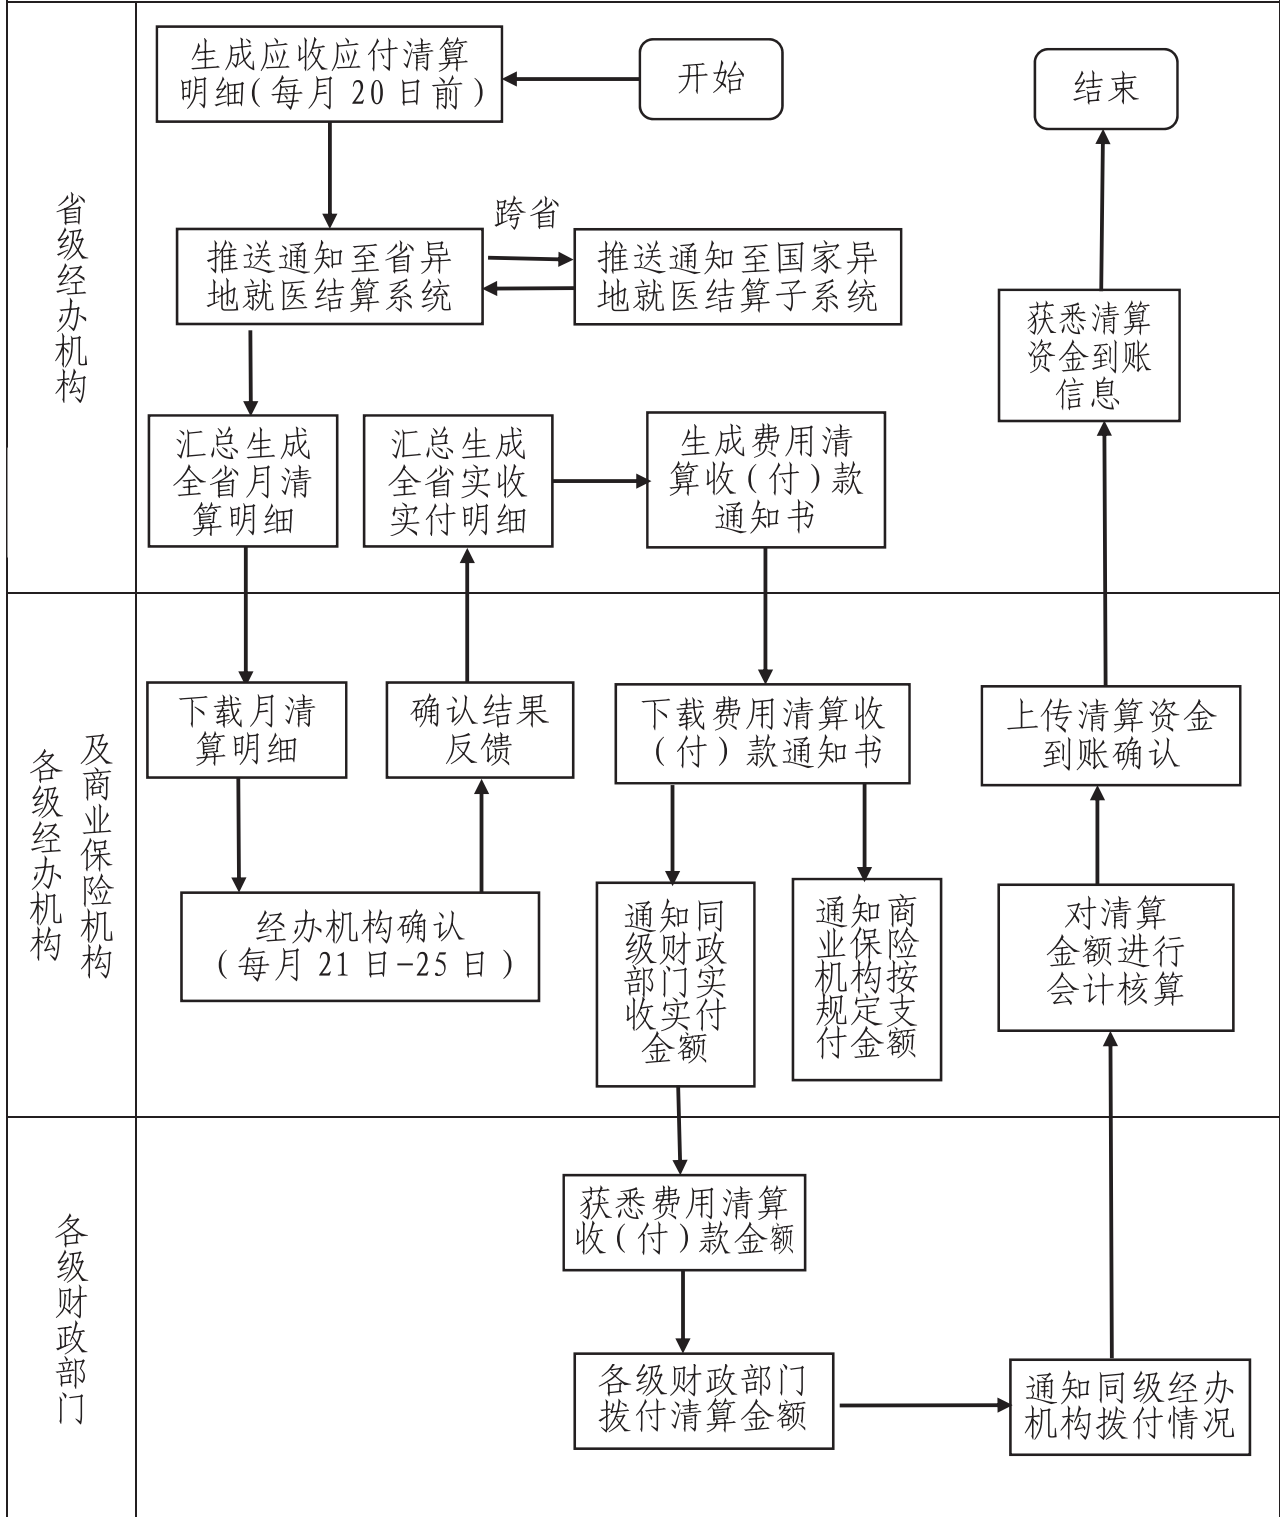 省级经办机构
生成应收应付清算
明细(每月20日前)
开始
结束
跨省
推送通知至省异
地就医结算系统
推送通知至国家异
地就医结算子系统
获悉清算
资金到账
信息
汇总生成
全省月清
算明细
汇总生成
全省实收
实付明细
生成费用清
算收(付)款
通知书
各级经办机构
及商业保险机构
下载月清
算明细
确认结果
反馈
下载费用清算收
(付)款通知书
上传清算资金
到账确认
经办机构确认
(每月21日-25日)
通知同
级财政
部门实
收实付
金额
通知商
业保险
机构按
规定支
付金额
对清算
金额进行
会计核算
各级财政部门
获悉费用清算
收(付)款金额
各级财政部门
拨付清算金额
通知同级经办
机构拨付情况